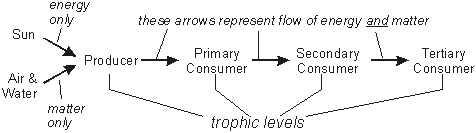 energy
only
these arrows represent flow of energy and matter
Sun
Air &
Water
Producer
Primary
Consumer
Secondary
Consumer
Tertiary
Consumer
matter
only
trophic levels